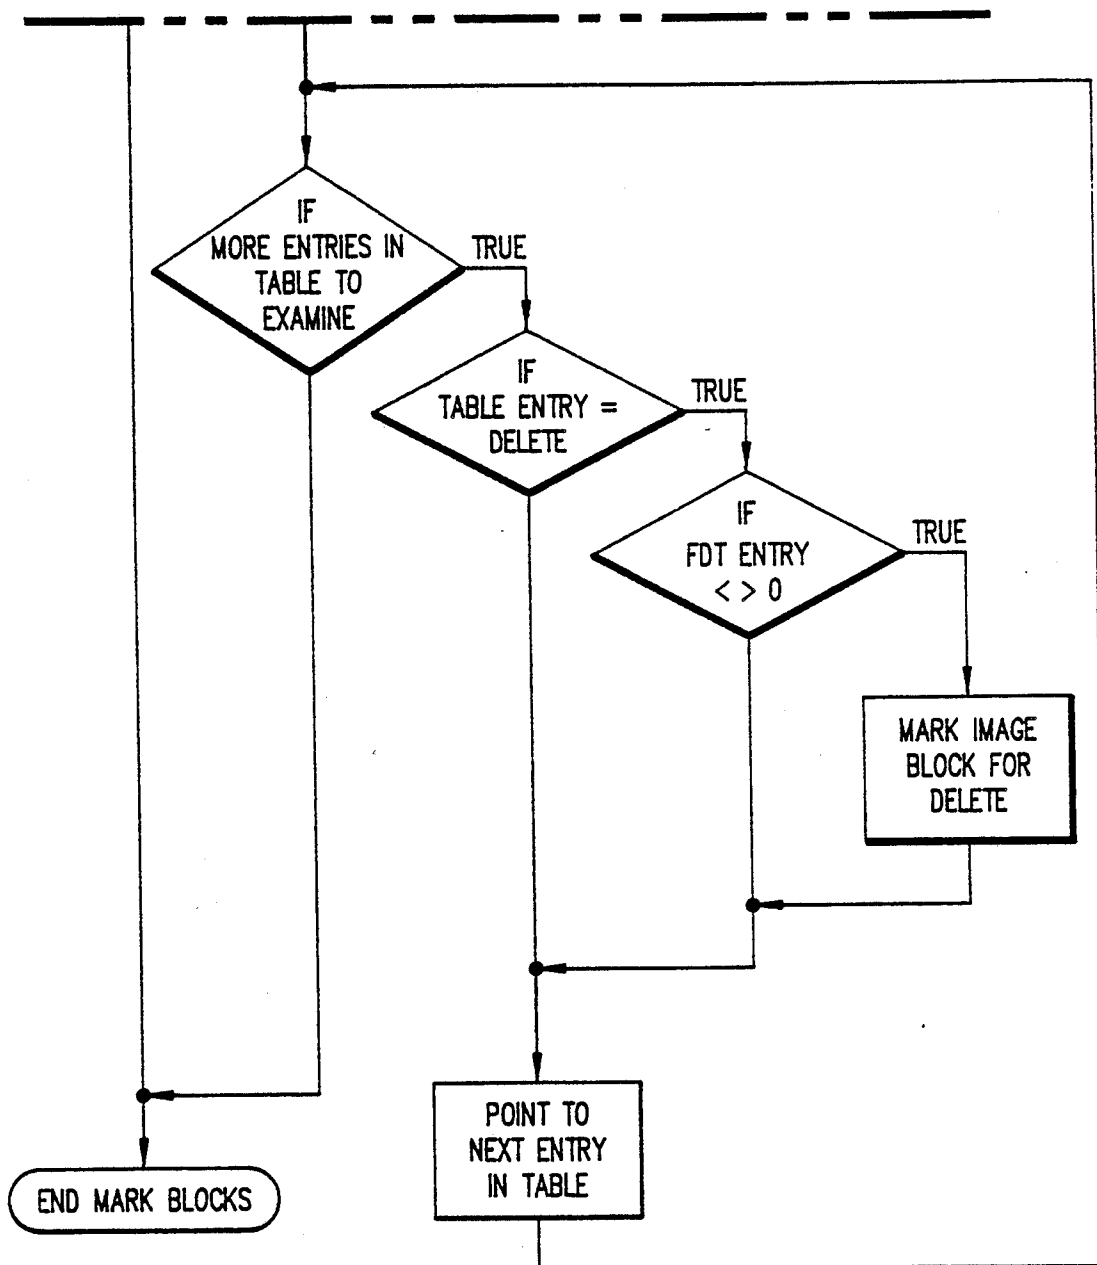 IF
MORE ENTRIES IN
TABLE TO
EXAMINE
TRUE
IF
TABLE ENTRY =
DELETE
TRUE
IF
FDT ENTRY
< > 0
TRUE
MARK IMAGE
BLOCK FOR
DELETE
POINT TO
NEXT ENTRY
IN TABLE
END MARK BLOCKS